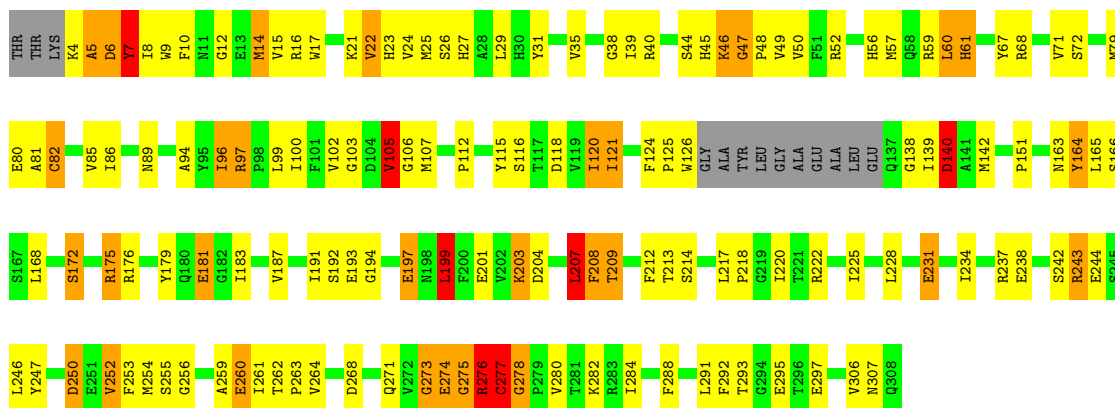 THR THR LYS K4 A5 D6 Y7 I8 W9 F10 N11 G12 E13 M14 V15 R16 W17 K21 V22 H23 V24 M25 S26 H27 A28 L29 H30 Y31 V35 G38 I39 R40 S44 H45 K46 G47 P48 V49 V50 F51 R52 H56 M57 Q58 R59 L60 H61 Y67 R68 V71 S72 M79
E80 A81 C82 V85 I86 N89 A94 Y95 I96 R97 P98 L99 I100 F101 V102 G103 D104 V105 G106 M107 P112 Y115 S116 T117 D118 V119 I120 I121 F124 P125 W126 GLY ALA TYR LEU GLY ALA GLU ALA LEU GLU Q137 G138 I139 D140 A141 M142 P151 N163 Y164 L165 S166
S167 L168 S172 R175 R176 Y179 Q180 E181 G182 I183 V187 I191 S192 E193 G194 E197 N198 L199 F200 E201 V202 K203 D204 L207 F208 T209 F212 T213 S214 L217 P218 G219 I220 T221 R222 I225 L228 E231 I234 R237 E238 S242 R243 E244 S245
L246 Y247 D250 E251 V252 F253 M254 S255 G256 A259 E260 I261 T262 P263 V264 D268 Q271 V272 G273 E274 G275 R276 C277 G278 P279 V280 T281 K282 R283 I284 F288 L291 F292 T293 G294 E295 T296 E297 V306 N307 Q308